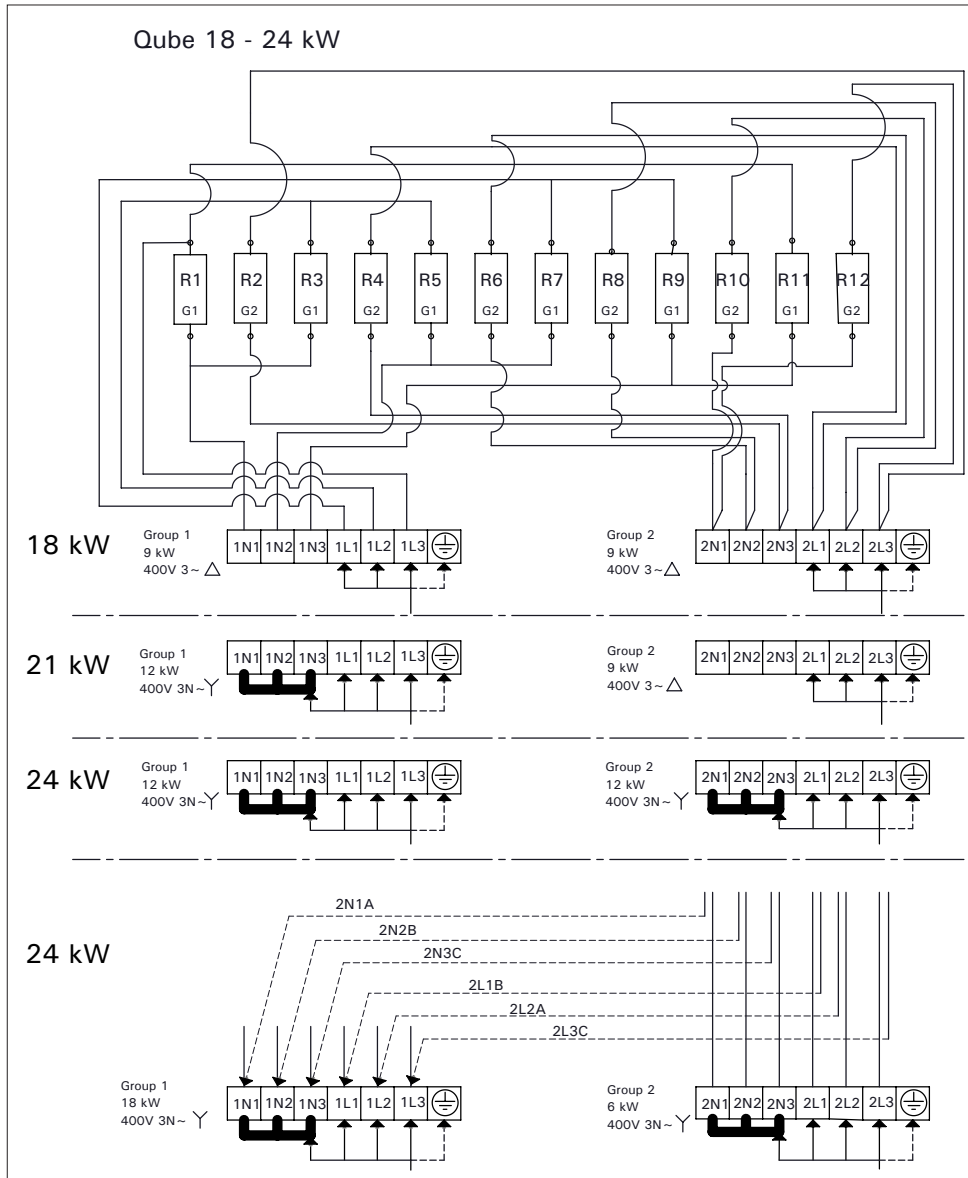 Qube 18 - 24 kW
R1 R2 R3 R4 R5 R6 R7 R8 R9 R10 R11 R12
G1 G2 G1 G2 G1 G2 G1 G2 G1 G2 G1 G2
18 kW
Group 1
9 kW
400V 3~ △
1N1 1N2 1N3 1L1 1L2 1L3
Group 2
9 kW
400V 3~ △
2N1 2N2 2N3 2L1 2L2 2L3
21 kW
Group 1
12 kW
400V 3N~
1N1 1N2 1N3 1L1 1L2 1L3
Group 2
9 kW
400V 3~ △
2N1 2N2 2N3 2L1 2L2 2L3
24 kW
Group 1
12 kW
400V 3N~
1N1 1N2 1N3 1L1 1L2 1L3
Group 2
12 kW
400V 3N~
2N1 2N2 2N3 2L1 2L2 2L3
24 kW
2N1A
2N2B
2N3C
2L1B
2L2A
2L3C
Group 1
18 kW
400V 3N~
1N1 1N2 1N3 1L1 1L2 1L3
Group 2
6 kW
400V 3N~
2N1 2N2 2N3 2L1 2L2 2L3